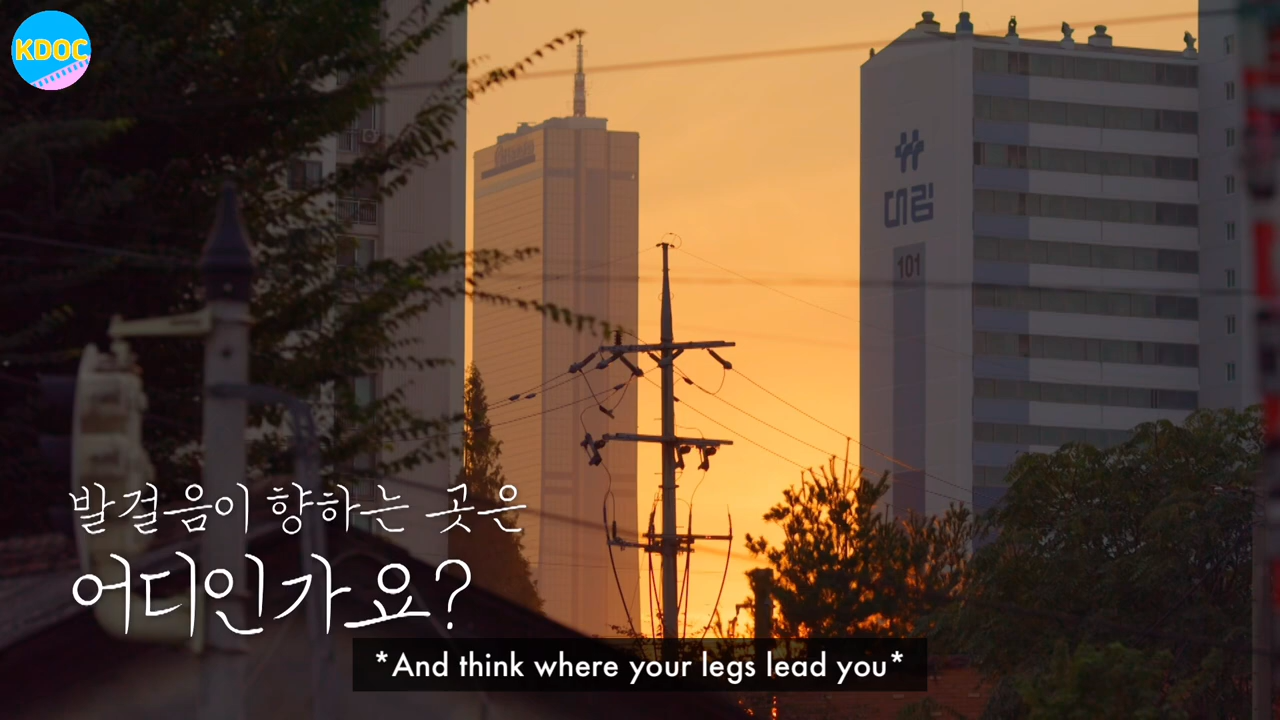 KDOC
대림
101
발걸음이 향하는 곳은
어디인가요?
*And think where your legs lead you*